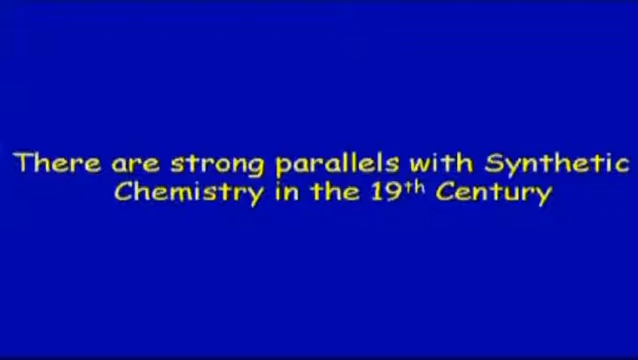 There are strong parallels with Synthetic
Chemistry in the 19th Century